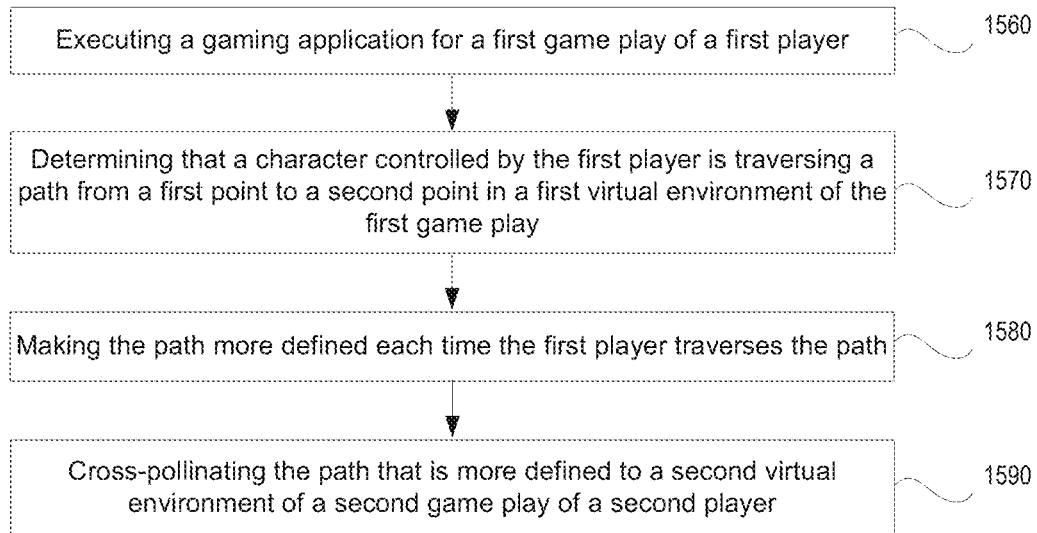 Executing a gaming application for a first game play of a first player
1560
Determining that a character controlled by the first player is traversing a
path from a first point to a second point in a first virtual environment of the
first game play
1570
Making the path more defined each time the first player traverses the path
1580
Cross-pollinating the path that is more defined to a second virtual
environment of a second game play of a second player
1590